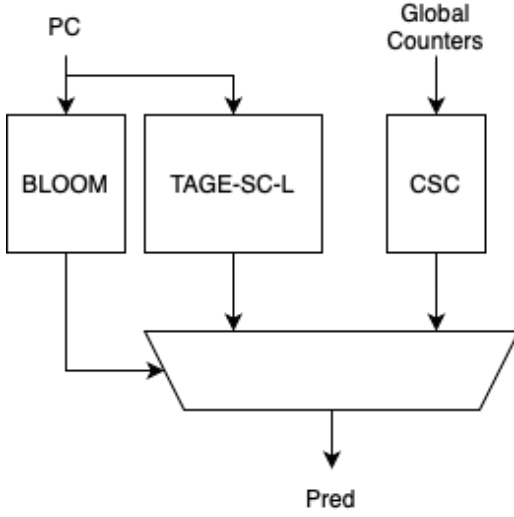 PC
Global
Counters
BLOOM
TAGE-SC-L
CSC
Pred